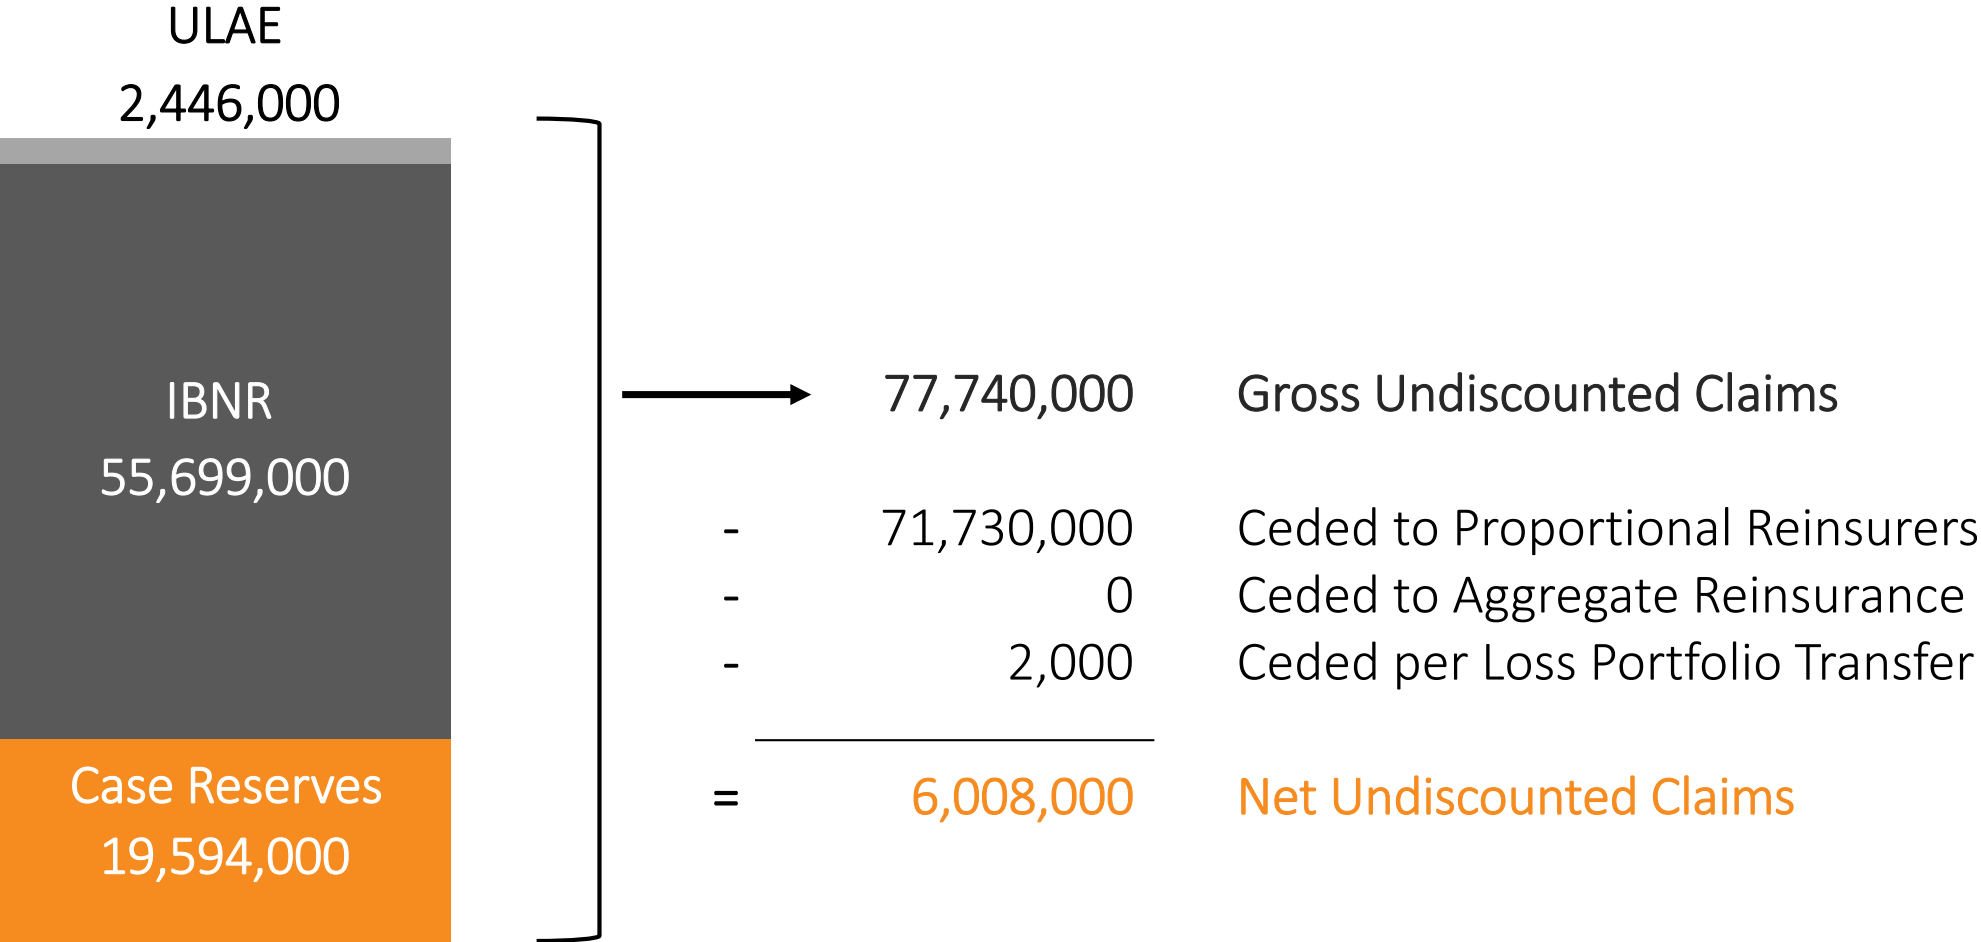 ULAE
2,446,000
IBNR
55,699,000
Case Reserves
19,594,000
77,740,000 Gross Undiscounted Claims
- 71,730,000 Ceded to Proportional Reinsurers
- 0 Ceded to Aggregate Reinsurance
- 2,000 Ceded per Loss Portfolio Transfer
= 6,008,000 Net Undiscounted Claims